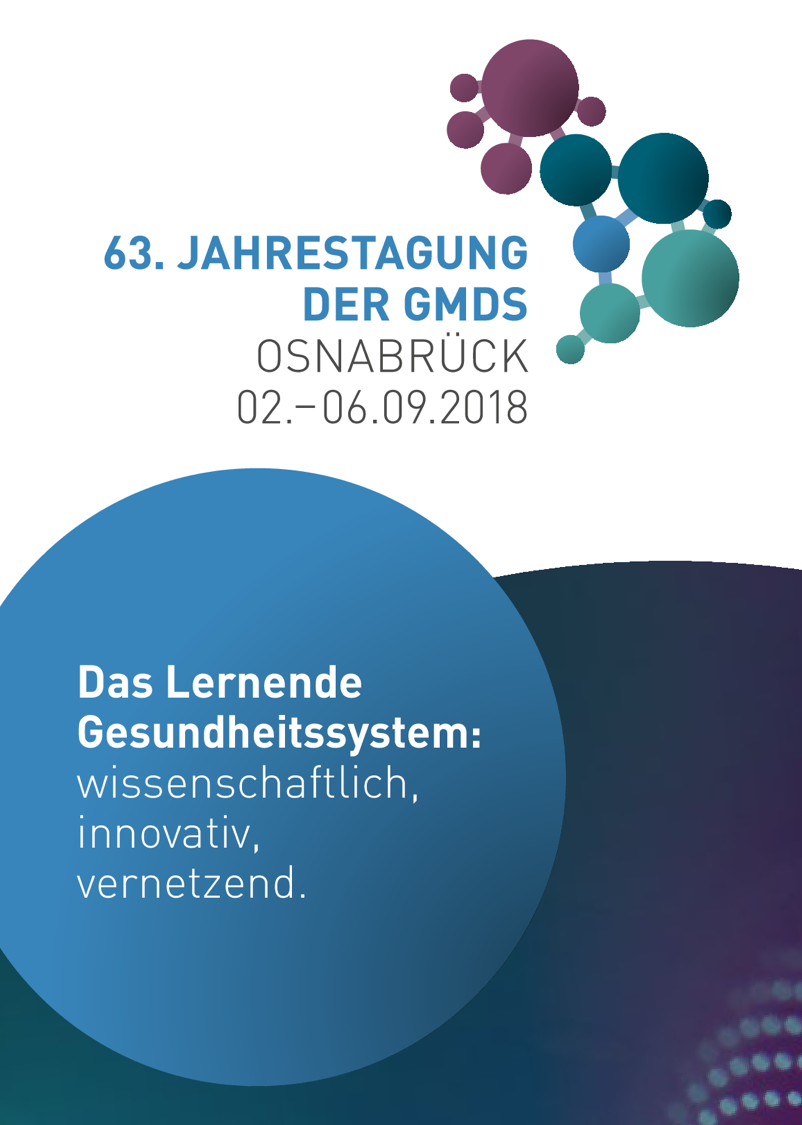 63. JAHRESTAGUNG
DER GMDS
OSNABRÜCK
02.–06.09.2018
Das Lernende
Gesundheitssystem:
wissenschaftlich,
innovativ,
vernetzend.